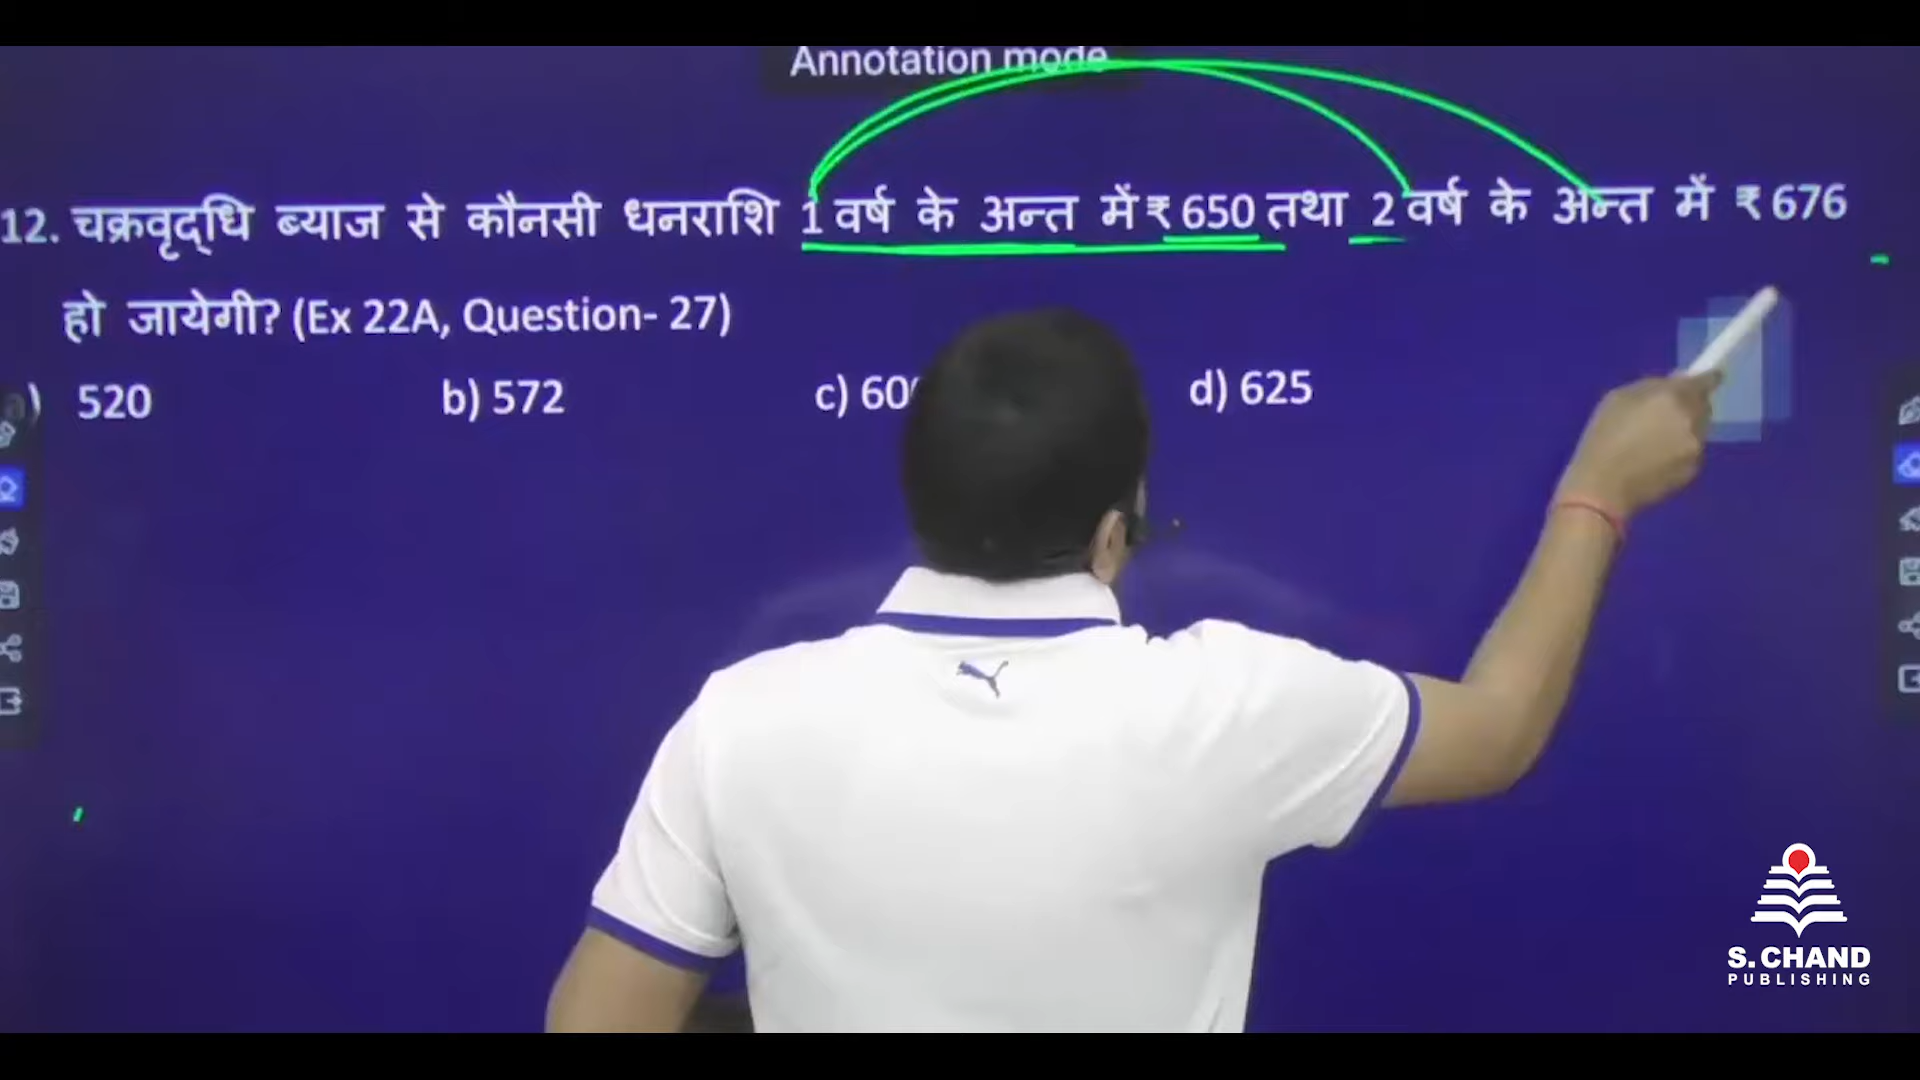 Annotation mode
12. चक्रवृद्धि ब्याज से कौनसी धनराशि 1 वर्ष के अन्त में ₹ 650 तथा 2 वर्ष के अन्त में ₹ 676
हो जायेगी? (Ex 22A, Question- 27)
a) 520 b) 572 c) 60 d) 625
S. CHAND
PUBLISHING